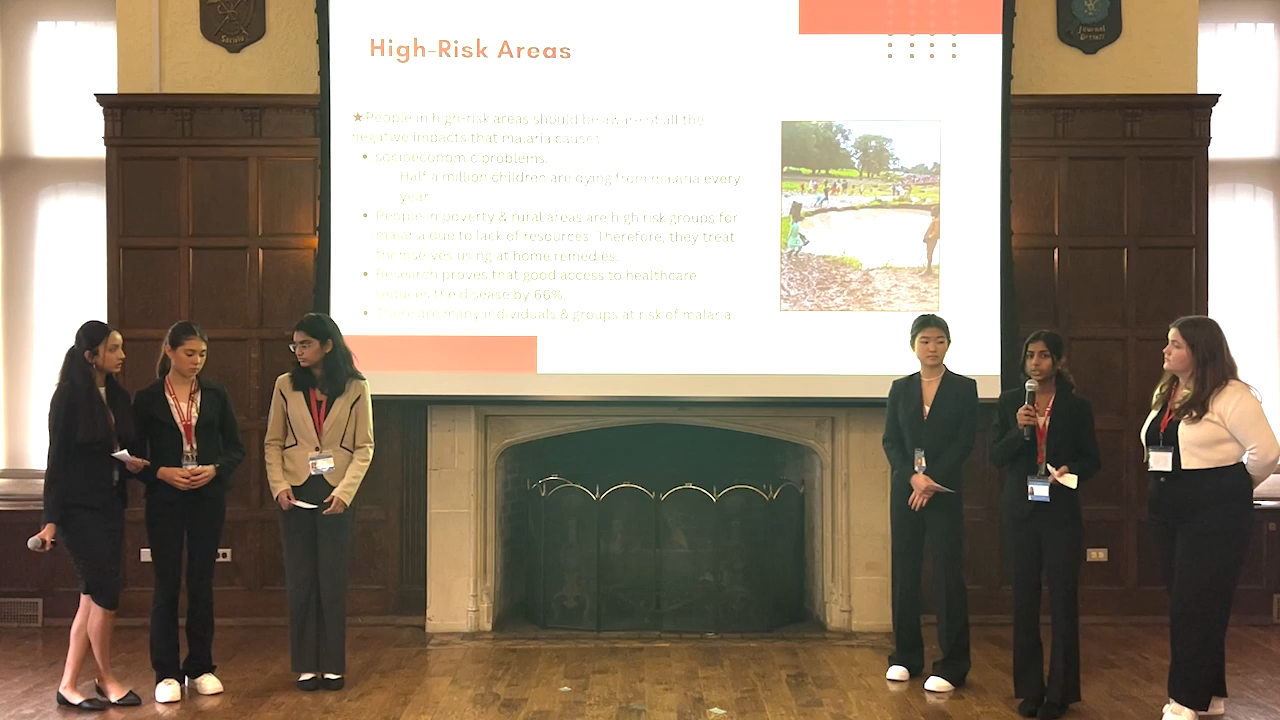 Society
Journal
High-Risk Areas
★People in high-risk areas should be aware of all the
negative impacts that malaria causes
socioeconomic problems.
Half a million children are dying from malaria every
year
People in poverty & rural areas are high risk groups for
malaria due to lack of resources. Therefore, they treat
themselves using at home remedies.
Research proves that good access to healthcare
reduces the disease by 66%.
There are many individuals & groups at risk of malaria